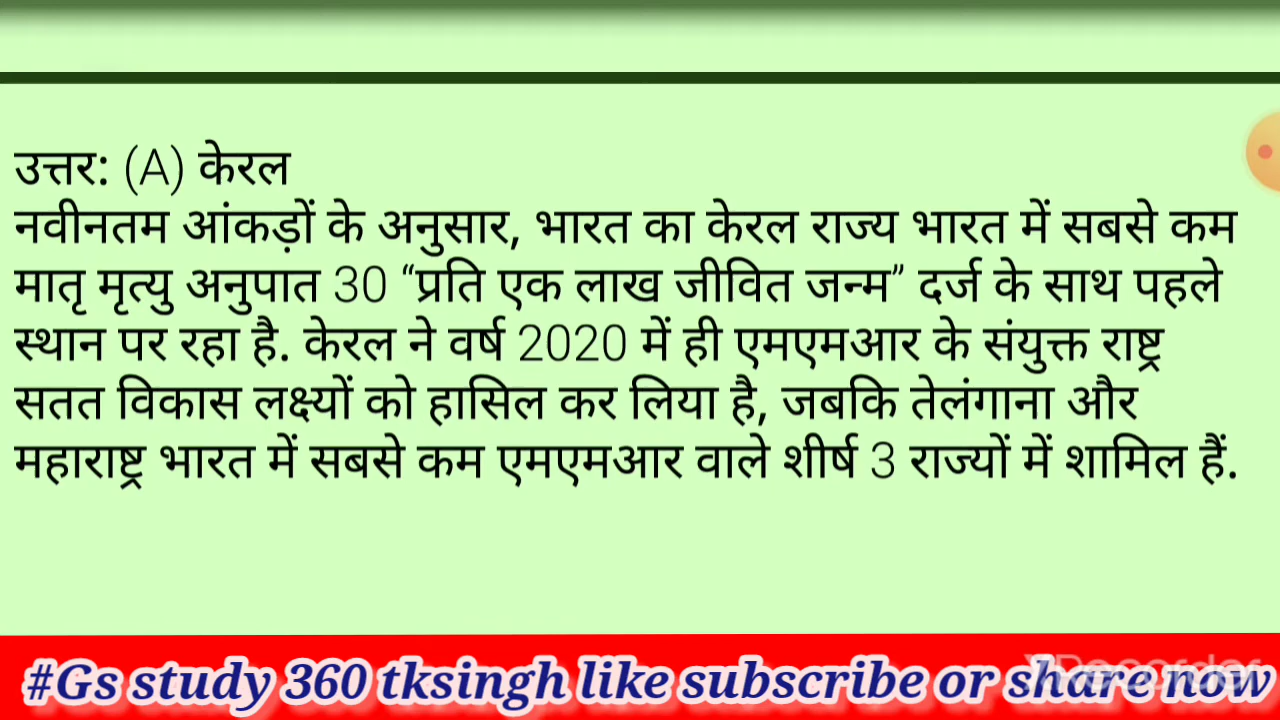 उत्तर: (A) केरल
नवीनतम आंकड़ों के अनुसार, भारत का केरल राज्य भारत में सबसे कम
मातृ मृत्यु अनुपात 30 “प्रति एक लाख जीवित जन्म” दर्ज के साथ पहले
स्थान पर रहा है. केरल ने वर्ष 2020 में ही एमएमआर के संयुक्त राष्ट्र
सतत विकास लक्ष्यों को हासिल कर लिया है, जबकि तेलंगाना और
महाराष्ट्र भारत में सबसे कम एमएमआर वाले शीर्ष 3 राज्यों में शामिल हैं.
#Gs study 360 tksingh like subscribe or share now
XRecorder